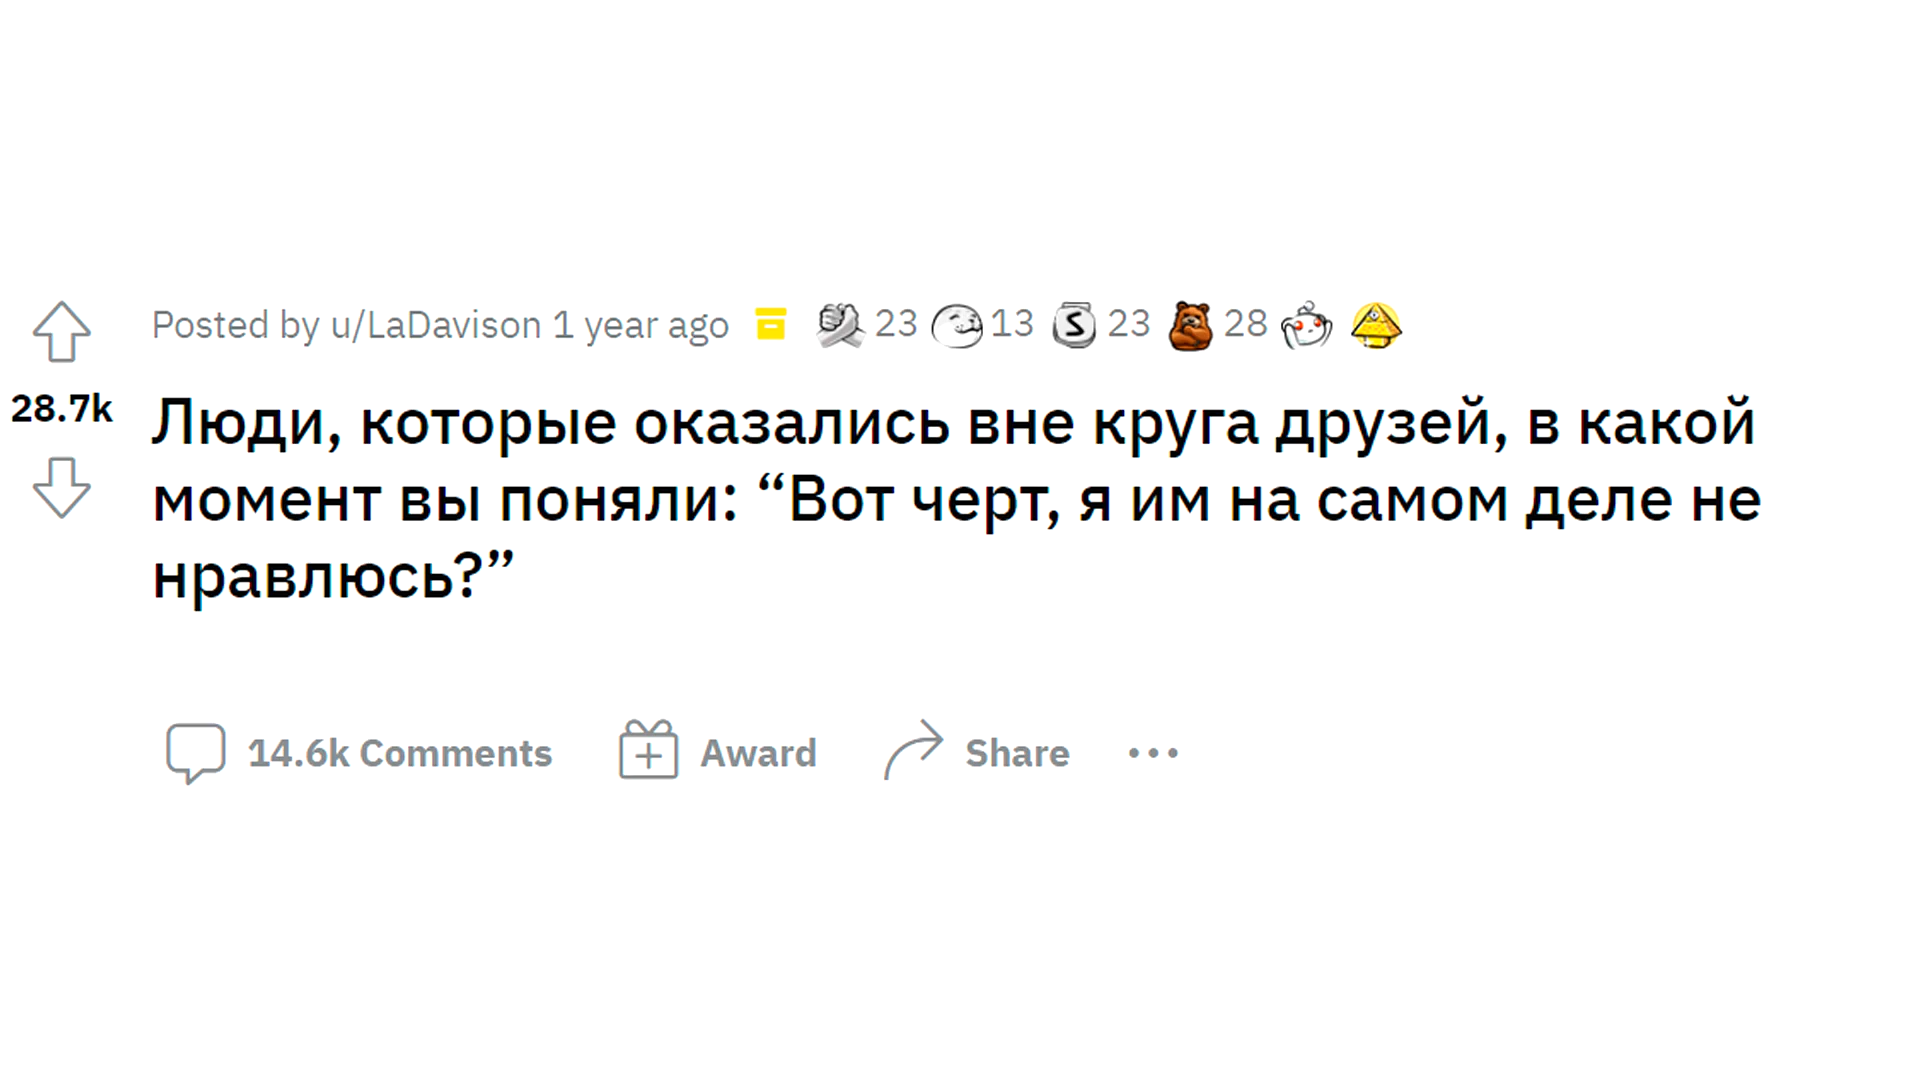 Posted by u/LaDavison 1 year ago 23 13 S 23 28
28.7k
Люди, которые оказались вне круга друзей, в какой
момент вы поняли: “Вот черт, я им на самом деле не
нравлюсь?”
14.6k Comments Award Share